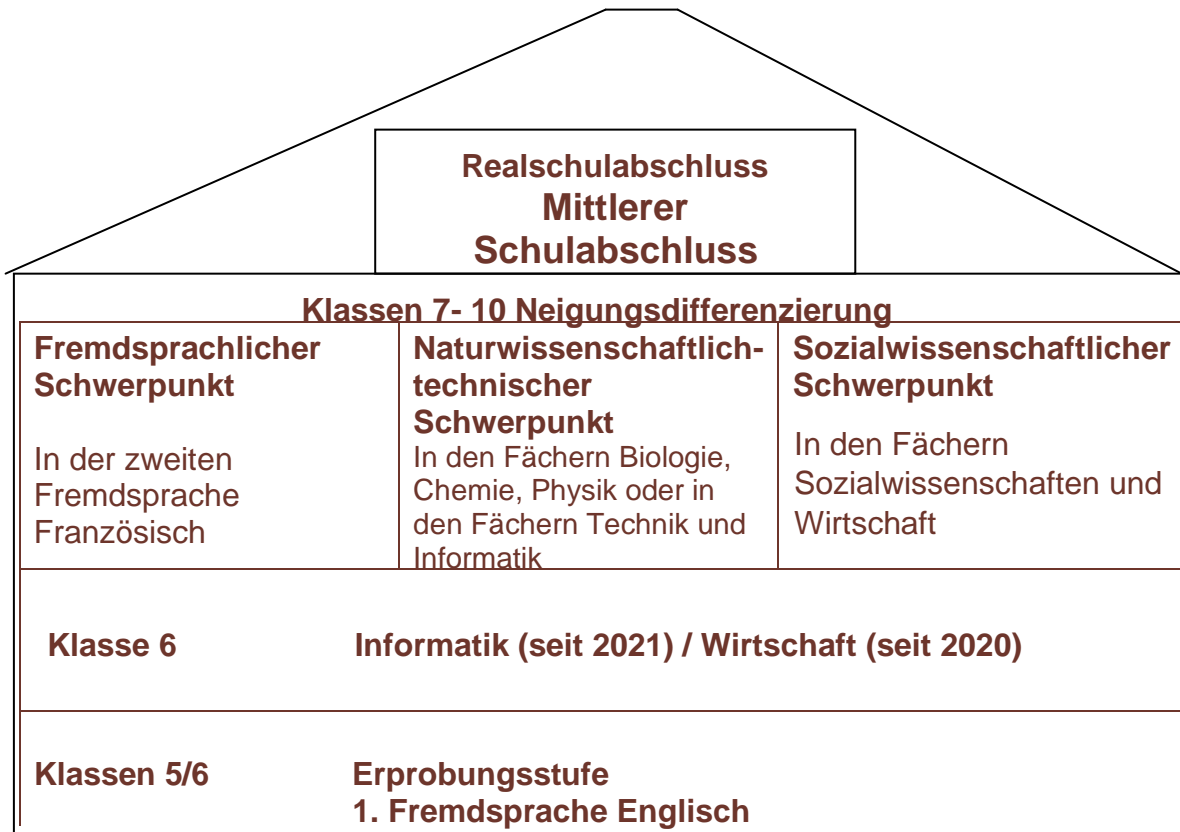 Realschulabschluss
Mittlerer
Schulabschluss
Klassen 7- 10 Neigungsdifferenzierung
Fremdsprachlicher
Schwerpunkt
In der zweiten
Fremdsprache
Französisch
Naturwissenschaftlich-
technischer
Schwerpunkt
In den Fächern Biologie,
Chemie, Physik oder in
den Fächern Technik und
Informatik
Sozialwissenschaftlicher
Schwerpunkt
In den Fächern
Sozialwissenschaften und
Wirtschaft
Klasse 6 Informatik (seit 2021) / Wirtschaft (seit 2020)
Klassen 5/6 Erprobungsstufe
1. Fremdsprache Englisch